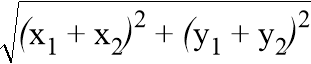 √((x₁ + x₂)² + (y₁ + y₂)²)